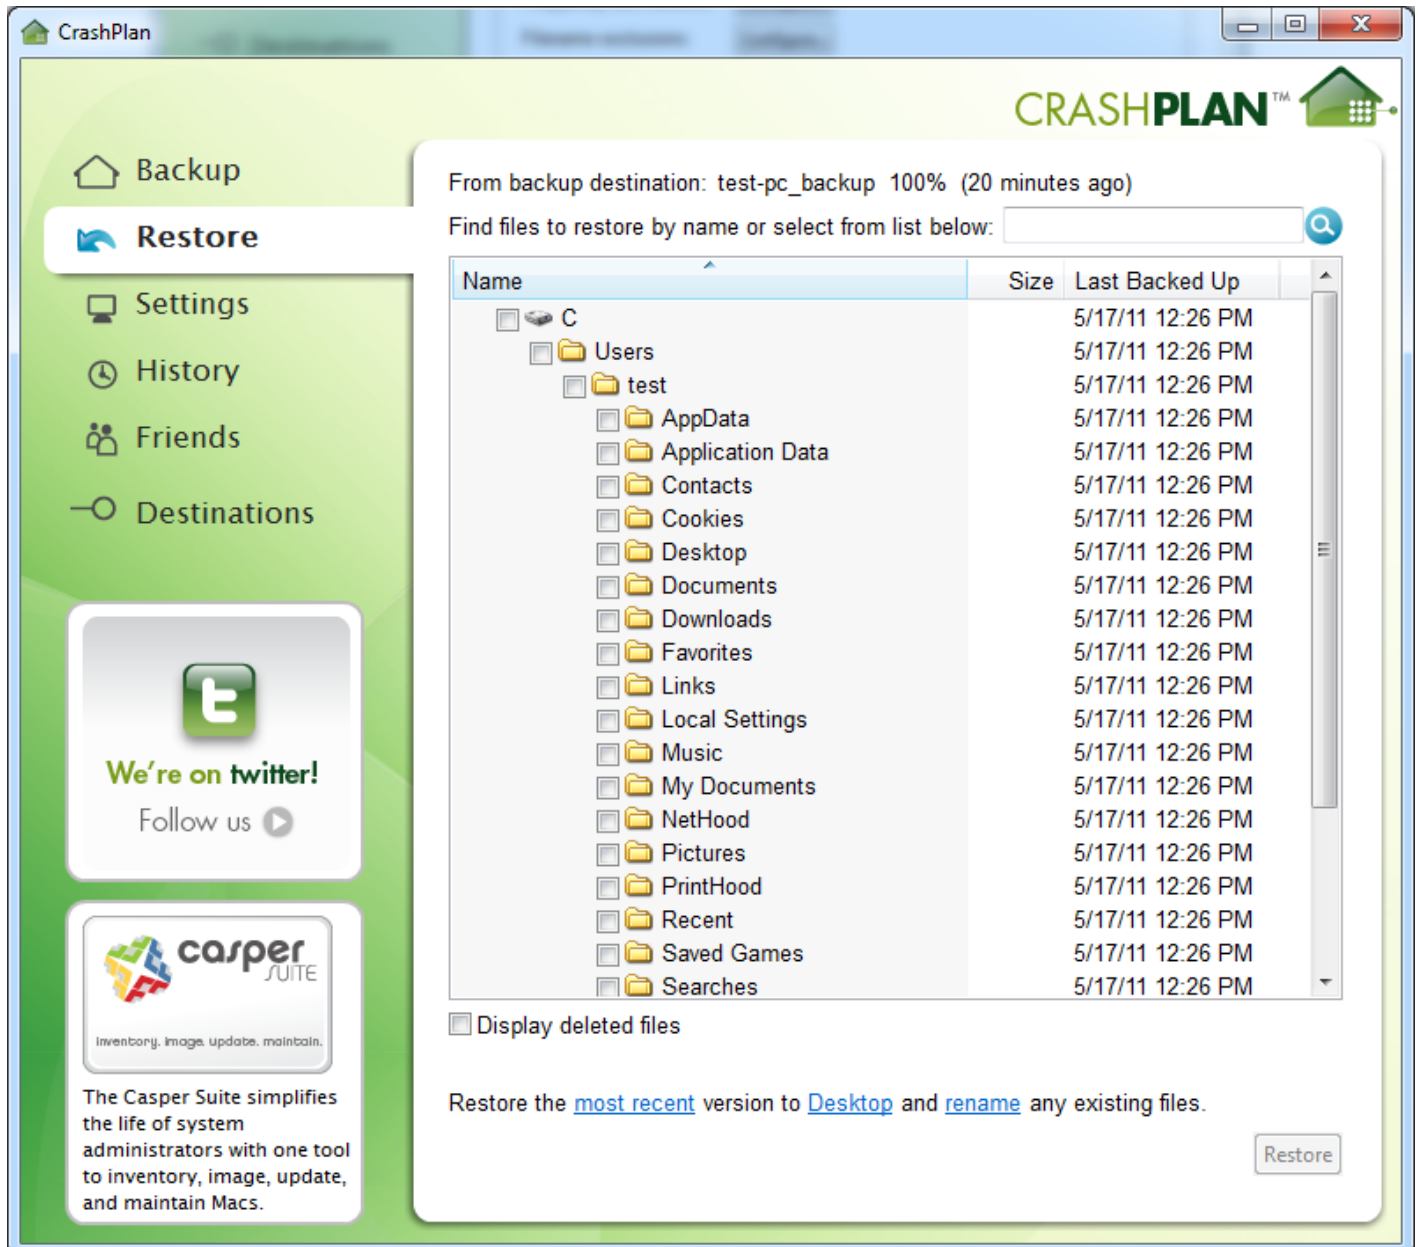 CrashPlan
CRASHPLAN™
Backup
Restore
Settings
History
Friends
Destinations
We're on twitter!
Follow us
casper
SUITE
inventory. image. update. maintain.
The Casper Suite simplifies
the life of system
administrators with one tool
to inventory, image, update,
and maintain Macs.
From backup destination: test-pc_backup 100% (20 minutes ago)
Find files to restore by name or select from list below:
Name Size Last Backed Up
C 5/17/11 12:26 PM
Users 5/17/11 12:26 PM
test 5/17/11 12:26 PM
AppData 5/17/11 12:26 PM
Application Data 5/17/11 12:26 PM
Contacts 5/17/11 12:26 PM
Cookies 5/17/11 12:26 PM
Desktop 5/17/11 12:26 PM
Documents 5/17/11 12:26 PM
Downloads 5/17/11 12:26 PM
Favorites 5/17/11 12:26 PM
Links 5/17/11 12:26 PM
Local Settings 5/17/11 12:26 PM
Music 5/17/11 12:26 PM
My Documents 5/17/11 12:26 PM
NetHood 5/17/11 12:26 PM
Pictures 5/17/11 12:26 PM
PrintHood 5/17/11 12:26 PM
Recent 5/17/11 12:26 PM
Saved Games 5/17/11 12:26 PM
Searches 5/17/11 12:26 PM
Display deleted files
Restore the most recent version to Desktop and rename any existing files.
Restore